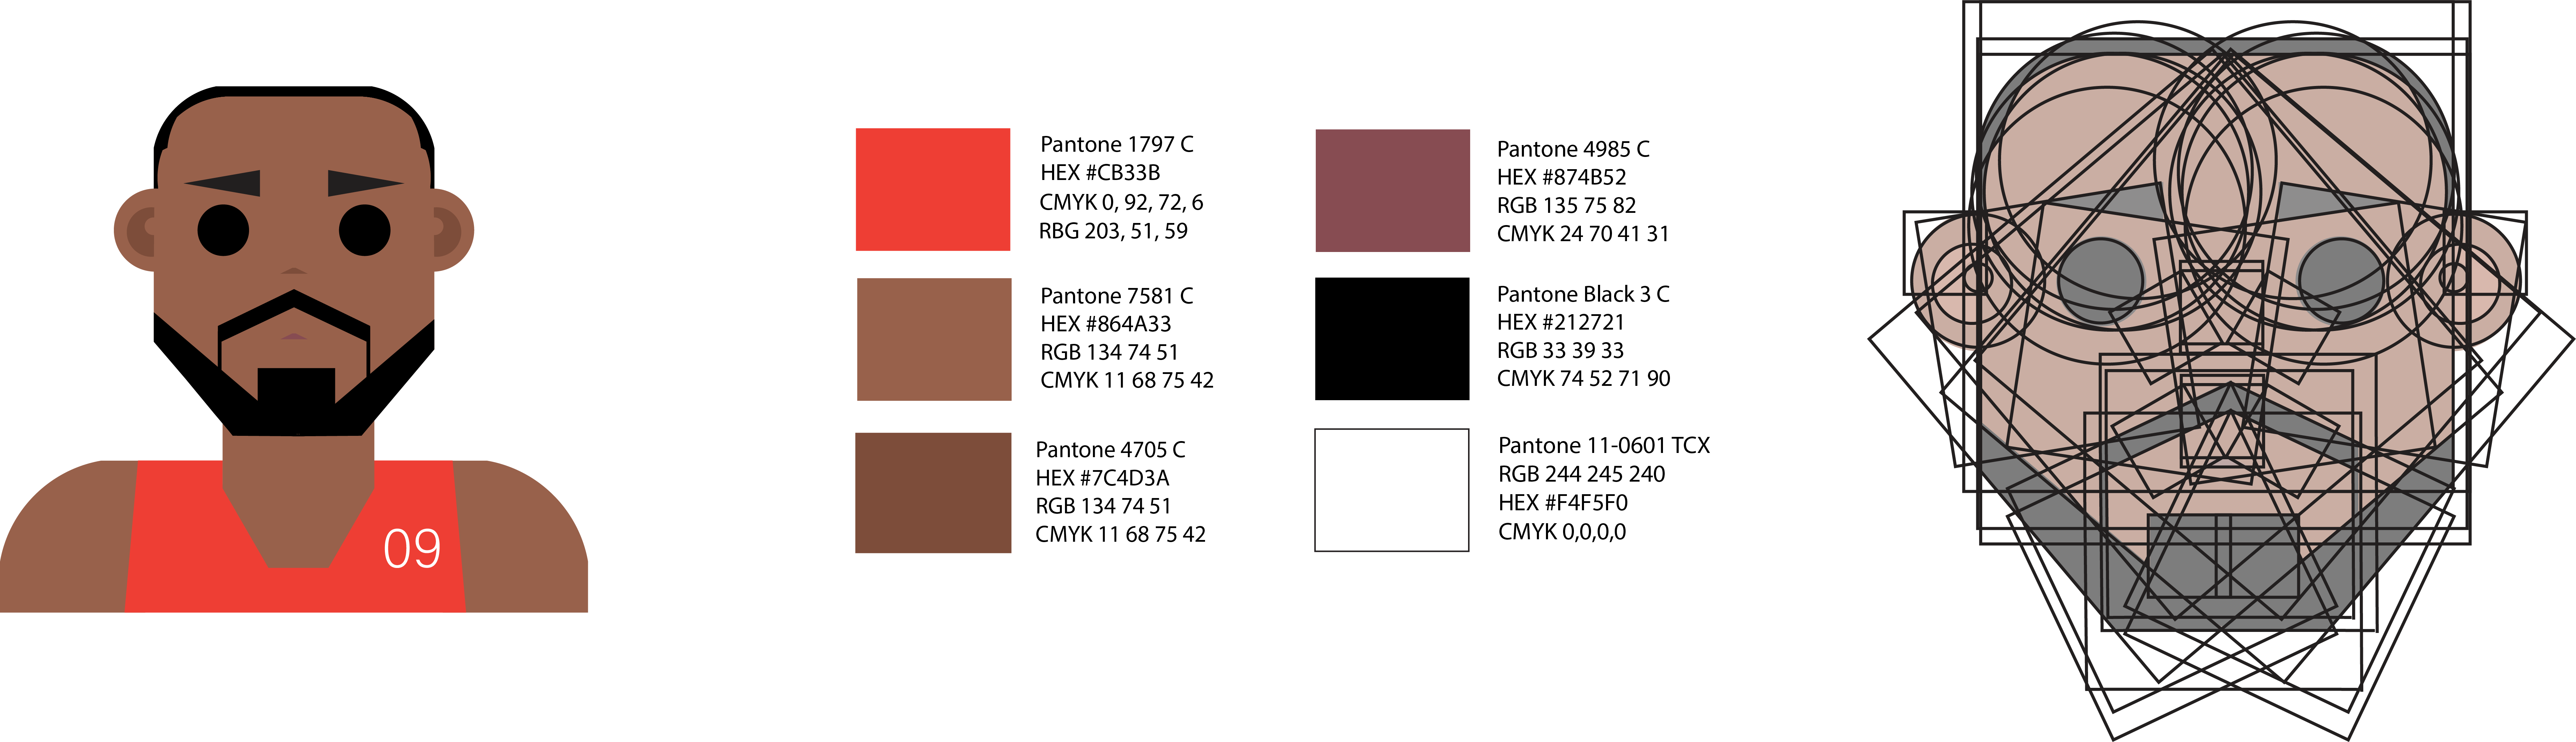 09
Pantone 1797 C
HEX #CB33B
CMYK 0, 92, 72, 6
RBG 203, 51, 59
Pantone 7581 C
HEX #864A33
RGB 134 74 51
CMYK 11 68 75 42
Pantone 4705 C
HEX #7C4D3A
RGB 134 74 51
CMYK 11 68 75 42
Pantone 4985 C
HEX #874B52
RGB 135 75 82
CMYK 24 70 41 31
Pantone Black 3 C
HEX #212721
RGB 33 39 33
CMYK 74 52 71 90
Pantone 11-0601 TCX
RGB 244 245 240
HEX #F4F5F0
CMYK 0,0,0,0